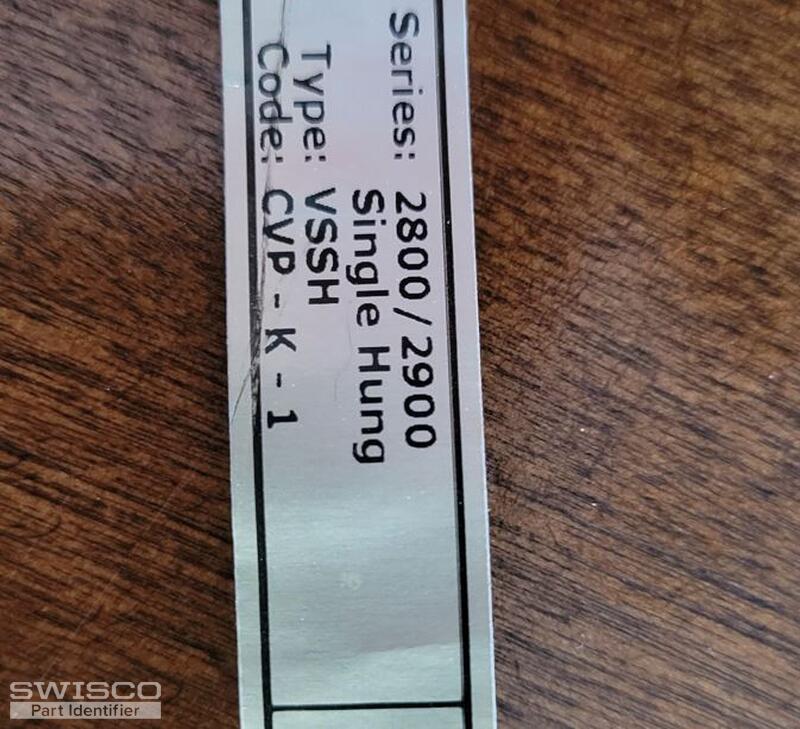 Series: 2800/2900
Single Hung
Type: VSSH
Code: CVP - K - 1
SWISCO
Part Identifier